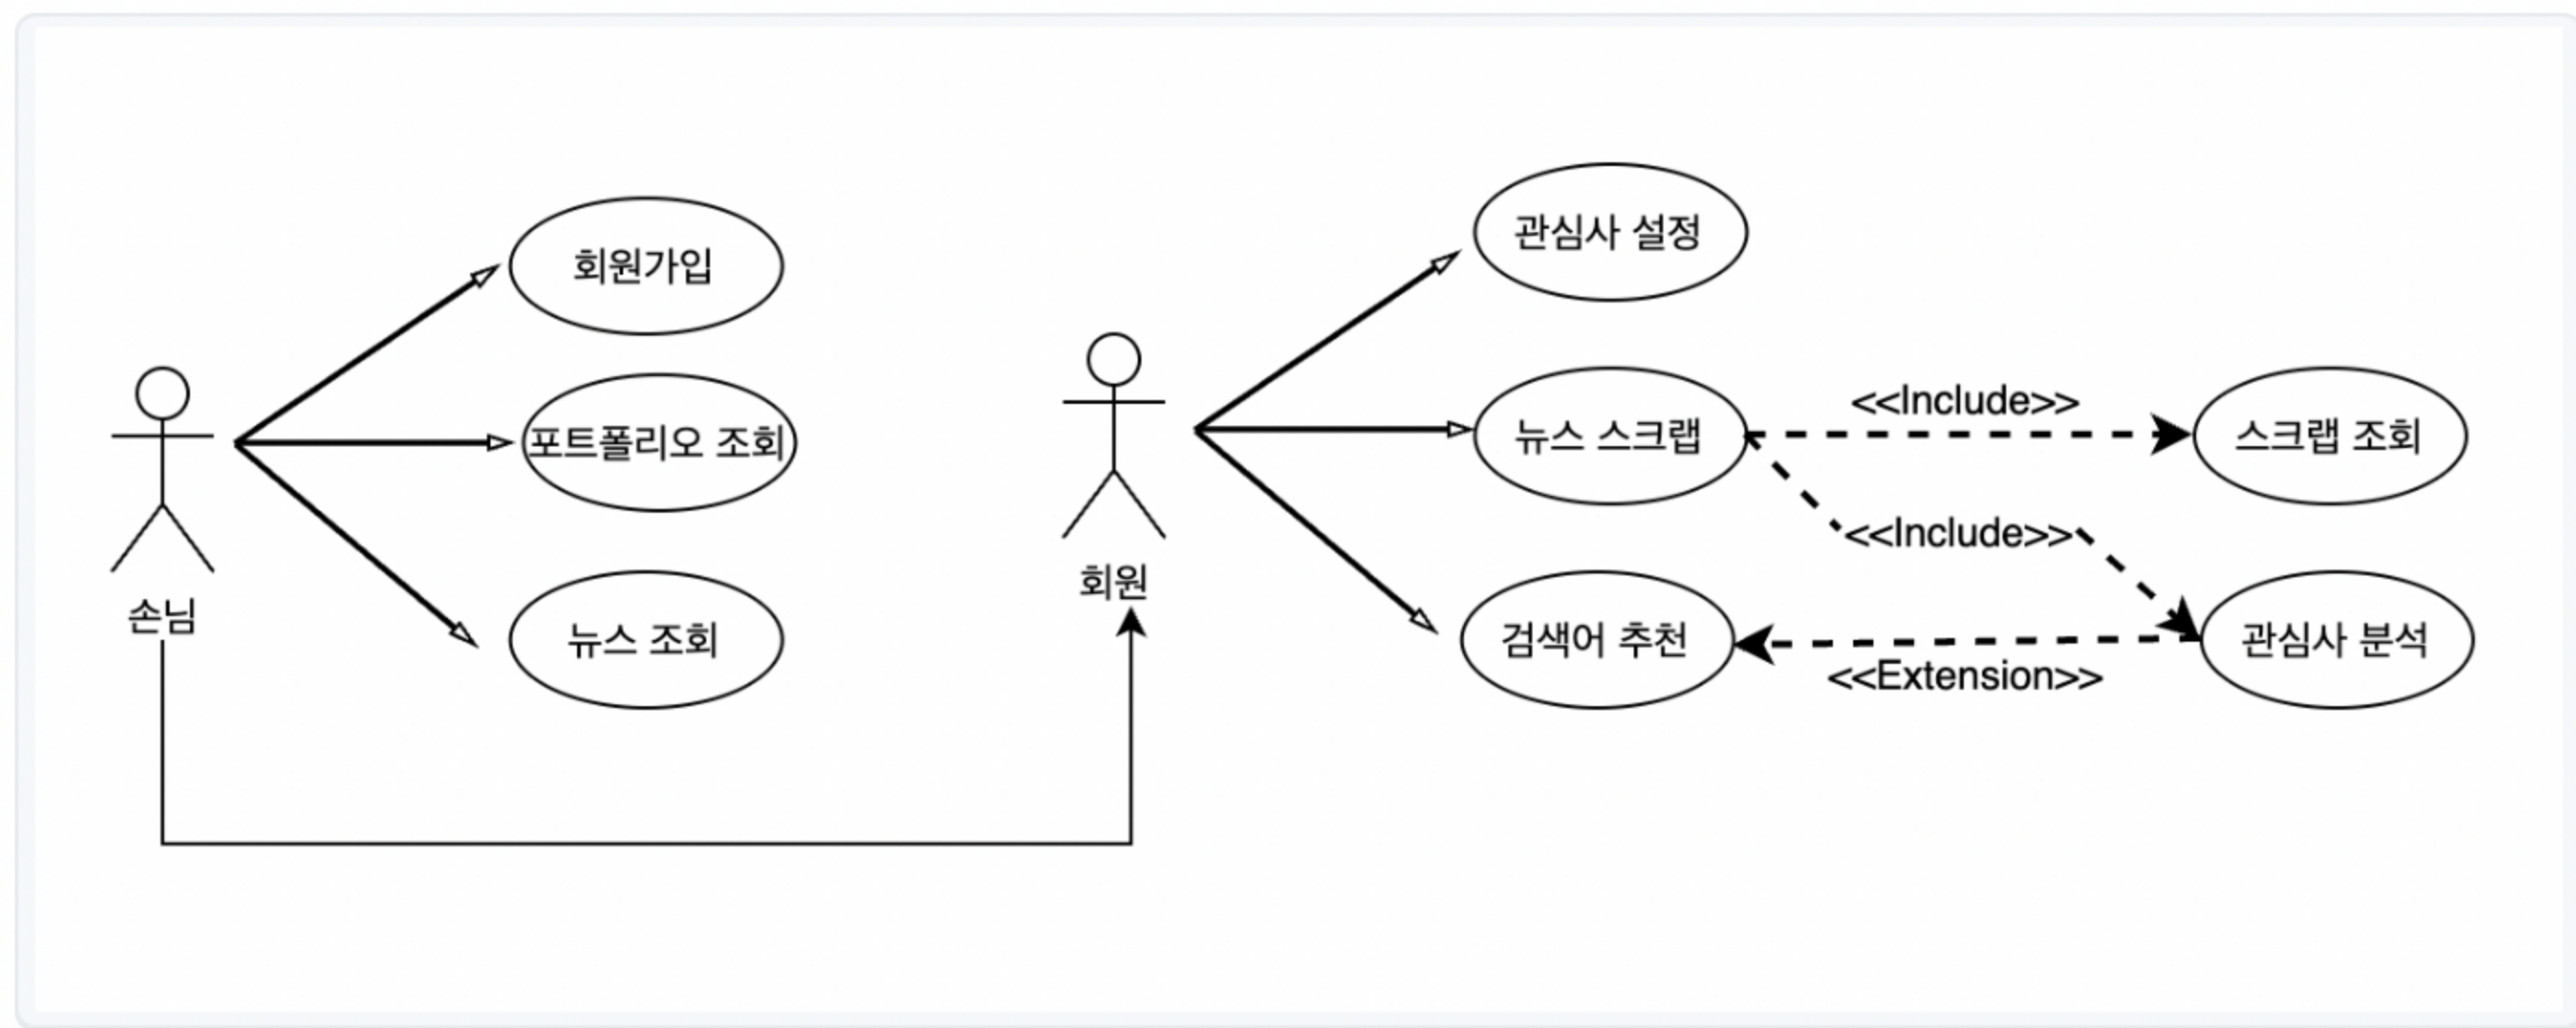 회원가입
포트폴리오 조회
뉴스 조회
손님
관심사 설정
뉴스 스크랩
검색어 추천
회원
<<Include>>
<<Include>>
<<Extension>>
스크랩 조회
관심사 분석